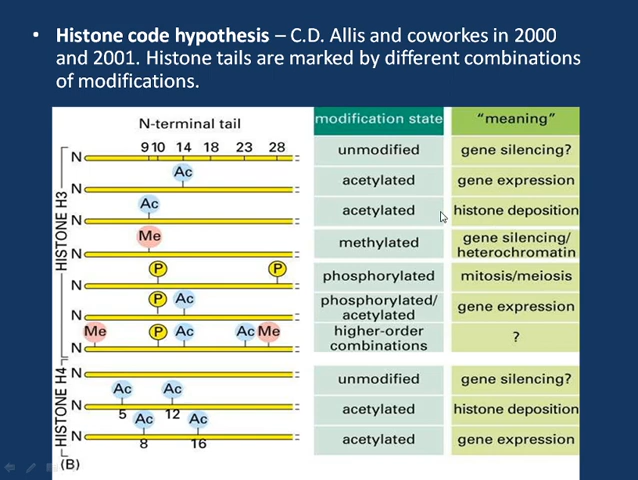 • Histone code hypothesis – C.D. Allis and coworkes in 2000
and 2001. Histone tails are marked by different combinations
of modifications.
N-terminal tail modification state "meaning"
9 10 14 18 23 28
N unmodified gene silencing?
Ac
N acetylated gene expression
Ac
N acetylated histone deposition
Me
N methylated gene silencing/
heterochromatin
P P
N phosphorylated mitosis/meiosis
P Ac
N phosphorylated/
acetylated gene expression
Me P Ac Ac Me
N higher-order
combinations ?
HISTONE H3
N unmodified gene silencing?
Ac Ac
N acetylated histone deposition
5 12
Ac Ac
N acetylated gene expression
8 16
HISTONE H4
(B)